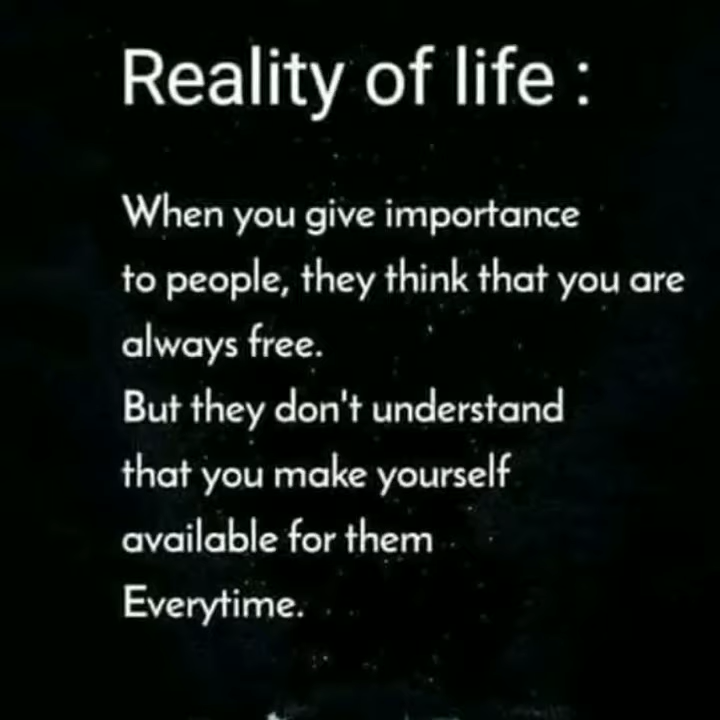 Reality of life :
When you give importance
to people, they think that you are
always free.
But they don't understand
that you make yourself
available for them
Everytime.